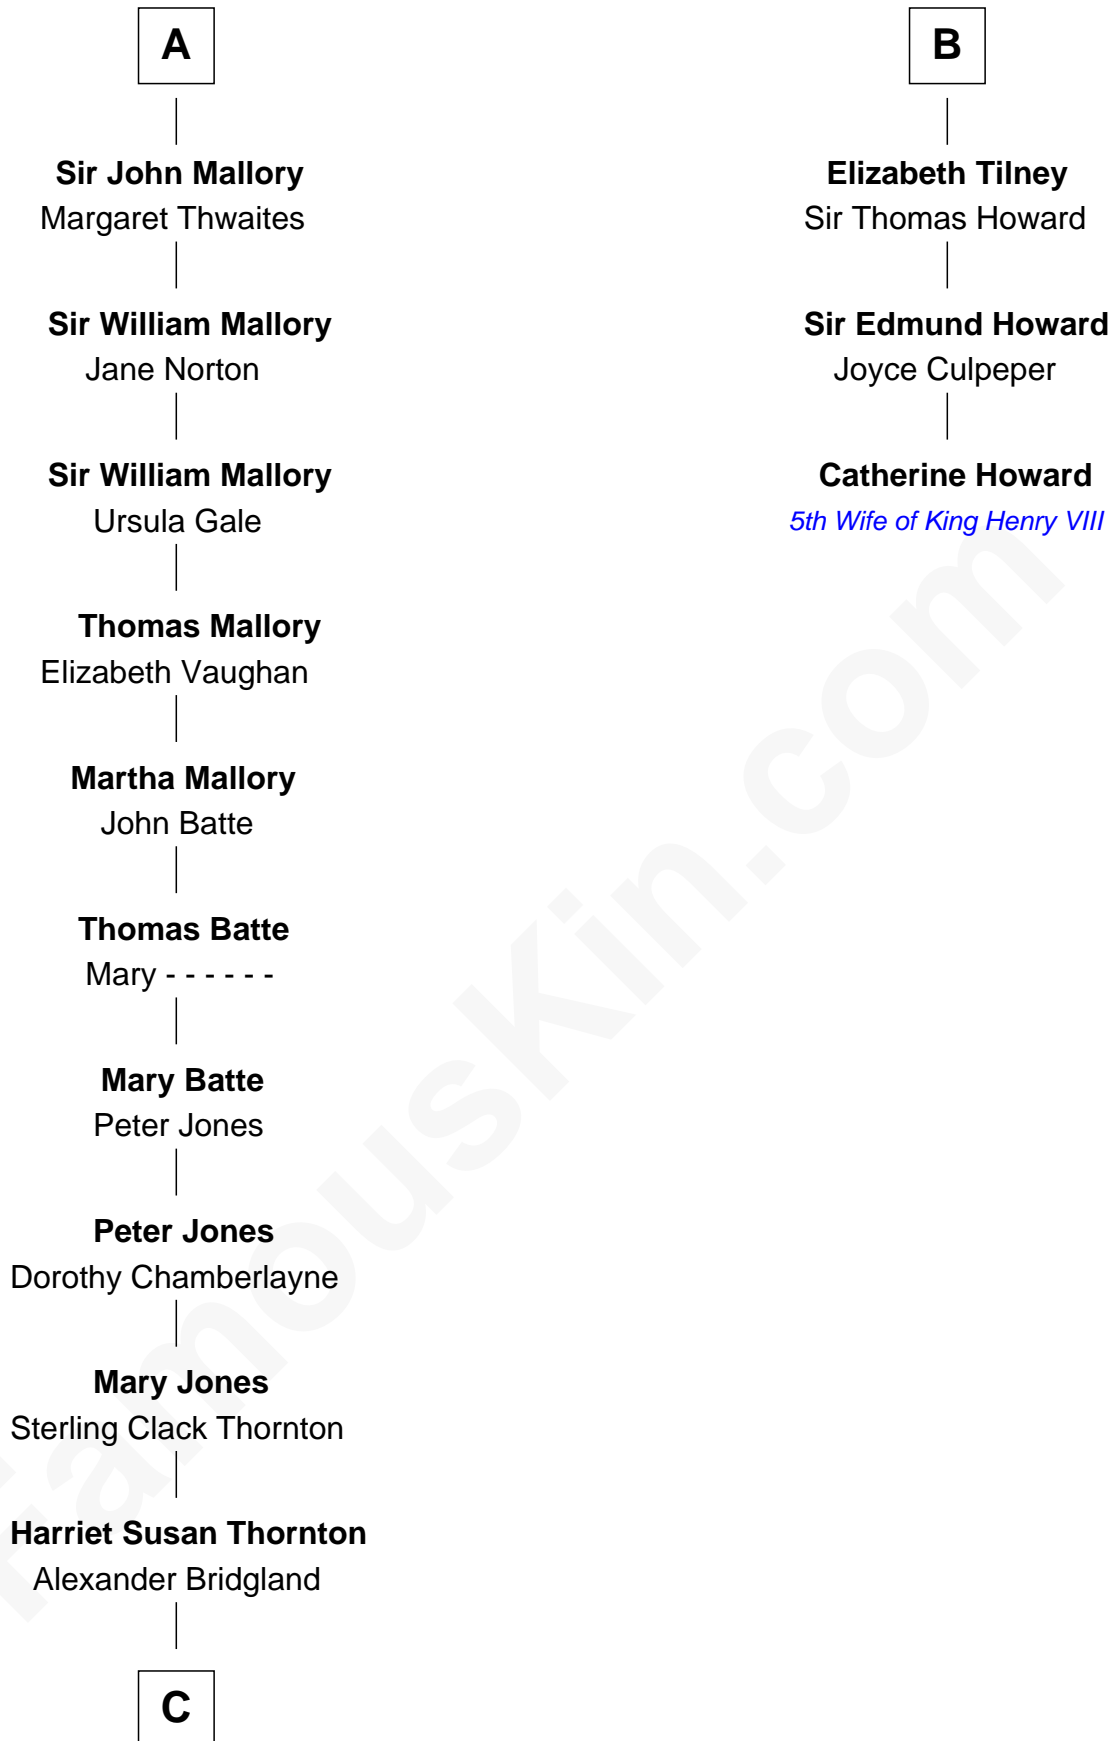 A
Sir John Mallory
Margaret Thwaites
Sir William Mallory
Jane Norton
Sir William Mallory
Ursula Gale
Thomas Mallory
Elizabeth Vaughan
Martha Mallory
John Batte
Thomas Batte
Mary - - - - - -
Mary Batte
Peter Jones
Peter Jones
Dorothy Chamberlayne
Mary Jones
Sterling Clack Thornton
Harriet Susan Thornton
Alexander Bridgland
C
B
Elizabeth Tilney
Sir Thomas Howard
Sir Edmund Howard
Joyce Culpeper
Catherine Howard
5th Wife of King Henry VIII
FamousKin.com